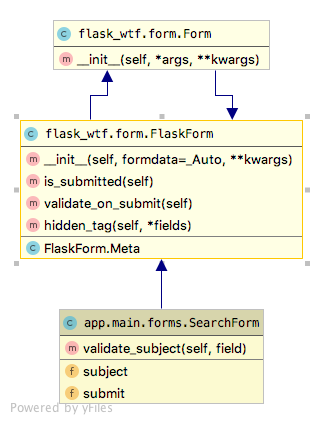 C flask_wtf.form.Form
m __init__(self, *args, **kwargs)
C flask_wtf.form.FlaskForm
m __init__(self, formdata=_Auto, **kwargs)
m is_submitted(self)
m validate_on_submit(self)
m hidden_tag(self, *fields)
C FlaskForm.Meta
C app.main.forms.SearchForm
m validate_subject(self, field)
f subject
f submit
Powered by yFiles